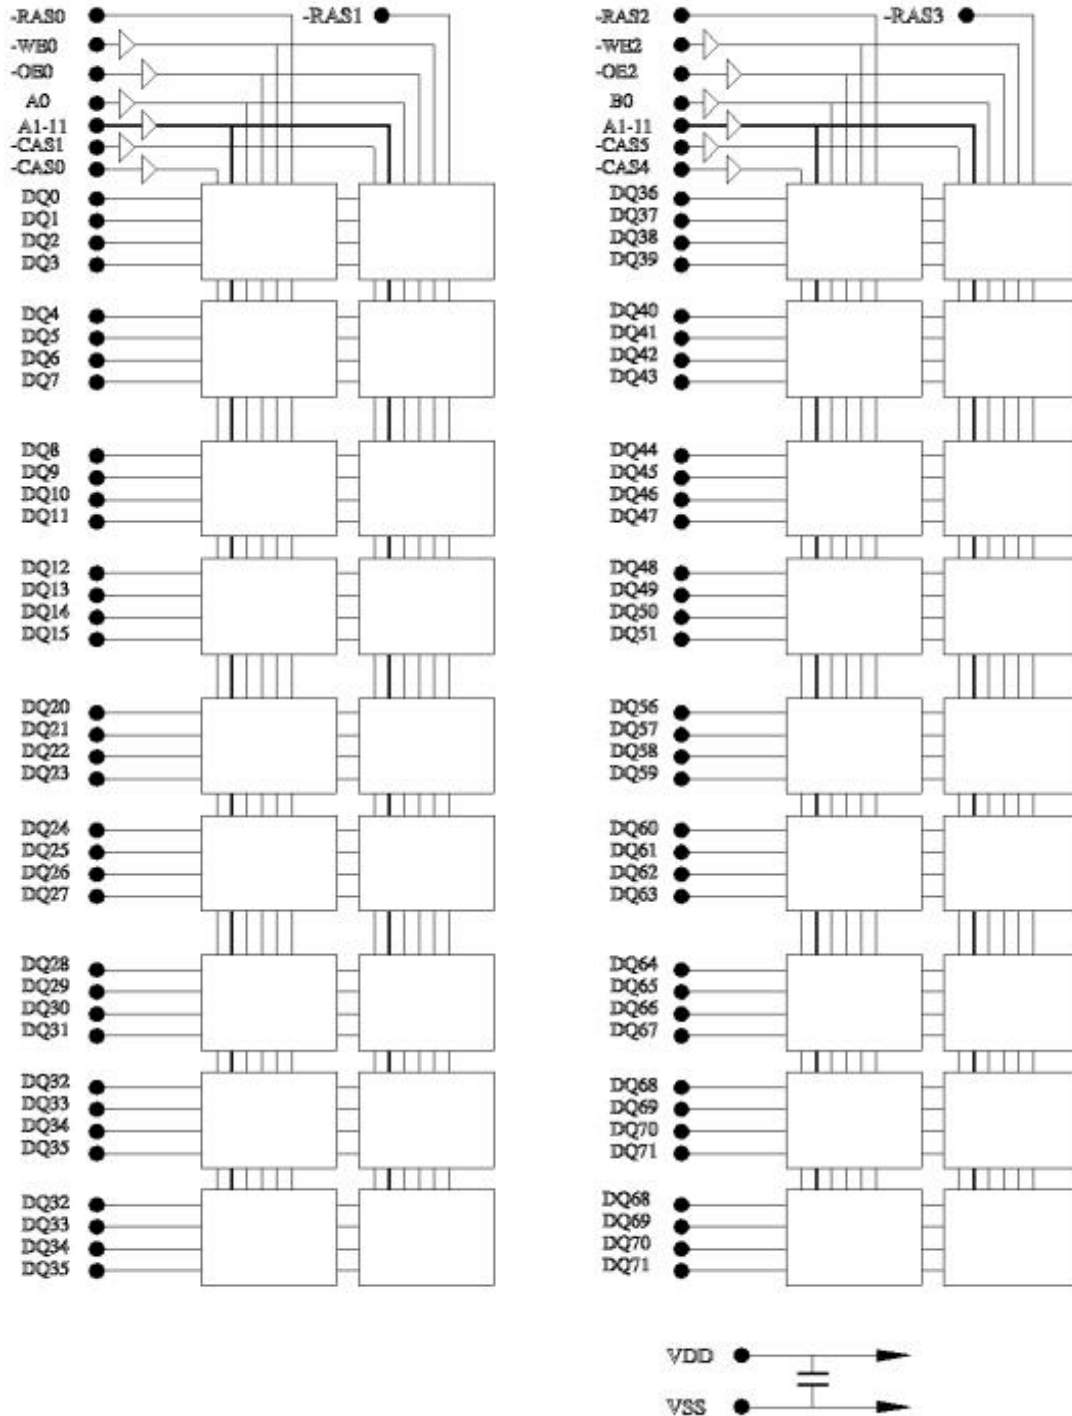 -RAS0 -RAS1
-WE0
-OE0
A0
A1-11
-CAS1
-CAS0
DQ0
DQ1
DQ2
DQ3
DQ4
DQ5
DQ6
DQ7
DQ8
DQ9
DQ10
DQ11
DQ12
DQ13
DQ14
DQ15
DQ20
DQ21
DQ22
DQ23
DQ24
DQ25
DQ26
DQ27
DQ28
DQ29
DQ30
DQ31
DQ32
DQ33
DQ34
DQ35
DQ32
DQ33
DQ34
DQ35
-RAS2 -RAS3
-WE2
-OE2
B0
A1-11
-CAS5
-CAS4
DQ36
DQ37
DQ38
DQ39
DQ40
DQ41
DQ42
DQ43
DQ44
DQ45
DQ46
DQ47
DQ48
DQ49
DQ50
DQ51
DQ56
DQ57
DQ58
DQ59
DQ60
DQ61
DQ62
DQ63
DQ64
DQ65
DQ66
DQ67
DQ68
DQ69
DQ70
DQ71
DQ68
DQ69
DQ70
DQ71
VDD
VSS